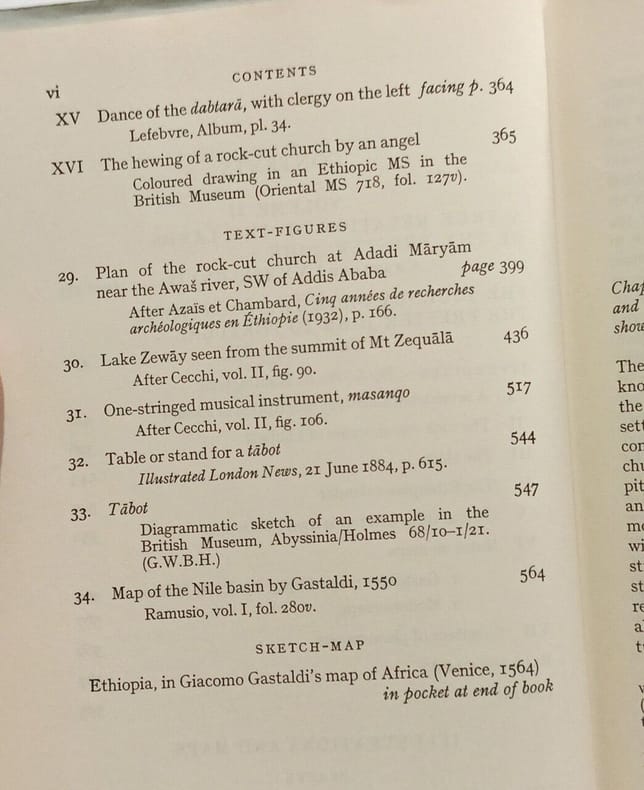 vi
CONTENTS
XV Dance of the dabtarā, with clergy on the left facing p. 364
Lefebvre, Album, pl. 34.
XVI The hewing of a rock-cut church by an angel 365
Coloured drawing in an Ethiopic MS in the
British Museum (Oriental MS 718, fol. 127v).
TEXT-FIGURES
29. Plan of the rock-cut church at Adadi Māryām
near the Awaš river, SW of Addis Ababa page 399
After Azaïs et Chambard, Cinq années de recherches
archéologiques en Éthiopie (1932), p. 166.
30. Lake Zewāy seen from the summit of Mt Zequālā 436
After Cecchi, vol. II, fig. 90.
31. One-stringed musical instrument, masanqo 517
After Cecchi, vol. II, fig. 106.
32. Table or stand for a tābot 544
Illustrated London News, 21 June 1884, p. 615.
33. Tābot 547
Diagrammatic sketch of an example in the
British Museum, Abyssinia/Holmes 68/10–1/21.
(G.W.B.H.)
34. Map of the Nile basin by Gastaldi, 1550 564
Ramusio, vol. I, fol. 280v.
SKETCH-MAP
Ethiopia, in Giacomo Gastaldi's map of Africa (Venice, 1564)
in pocket at end of book
and
The
the